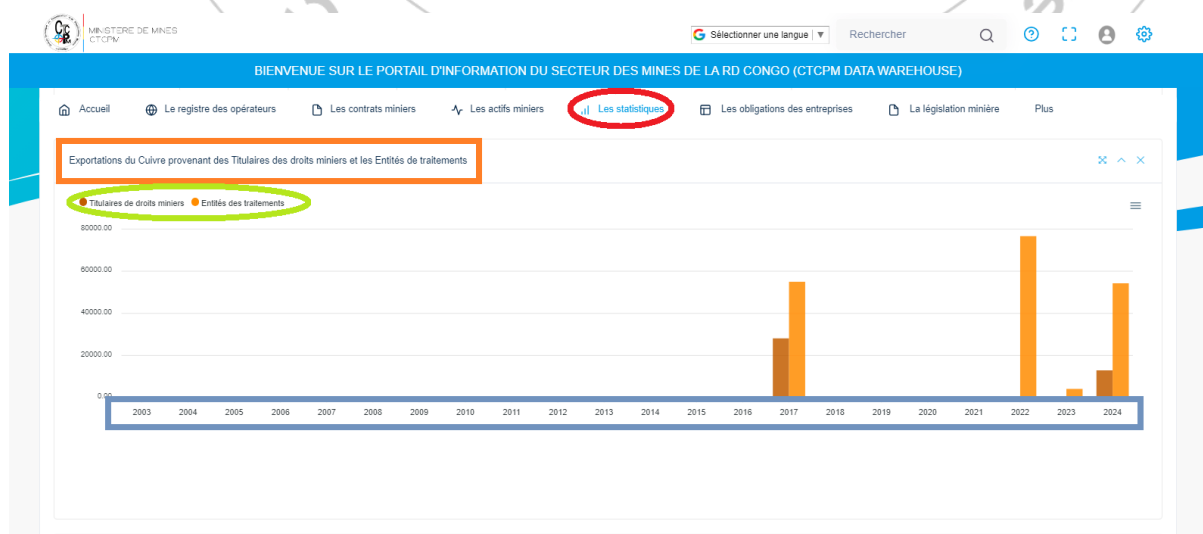 MINISTERE DE MINES
CTCPM
Sélectionner une langue ▼
Rechercher
BIENVENUE SUR LE PORTAIL D'INFORMATION DU SECTEUR DES MINES DE LA RD CONGO (CTCPM DATA WAREHOUSE)
Accueil Le registre des opérateurs Les contrats miniers Les actifs miniers Les statistiques Les obligations des entreprises La législation minière Plus
Exportations du Cuivre provenant des Titulaires des droits miniers et les Entités de traitements
Titulaires de droits miniers Entités des traitements
80000.00
60000.00
40000.00
20000.00
0.00
2003 2004 2005 2006 2007 2008 2009 2010 2011 2012 2013 2014 2015 2016 2017 2018 2019 2020 2021 2022 2023 2024